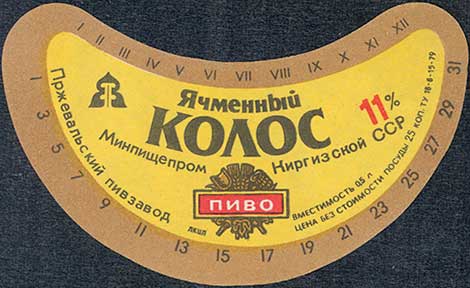 I II III IV V VI VII VIII IX X XI XII
Ячменный
КОЛОС
11%
Минпищепром Киргизской ССР
Пржевальский пивзавод
ПИВО
ЛКИЛ
ВМЕСТИМОСТЬ 0,5 л
ЦЕНА БЕЗ СТОИМОСТИ ПОСУДЫ 25 КОП. ТУ 18-6-15-79
1 3 5 7 9 11 13 15 17 19 21 23 25 27 29 31